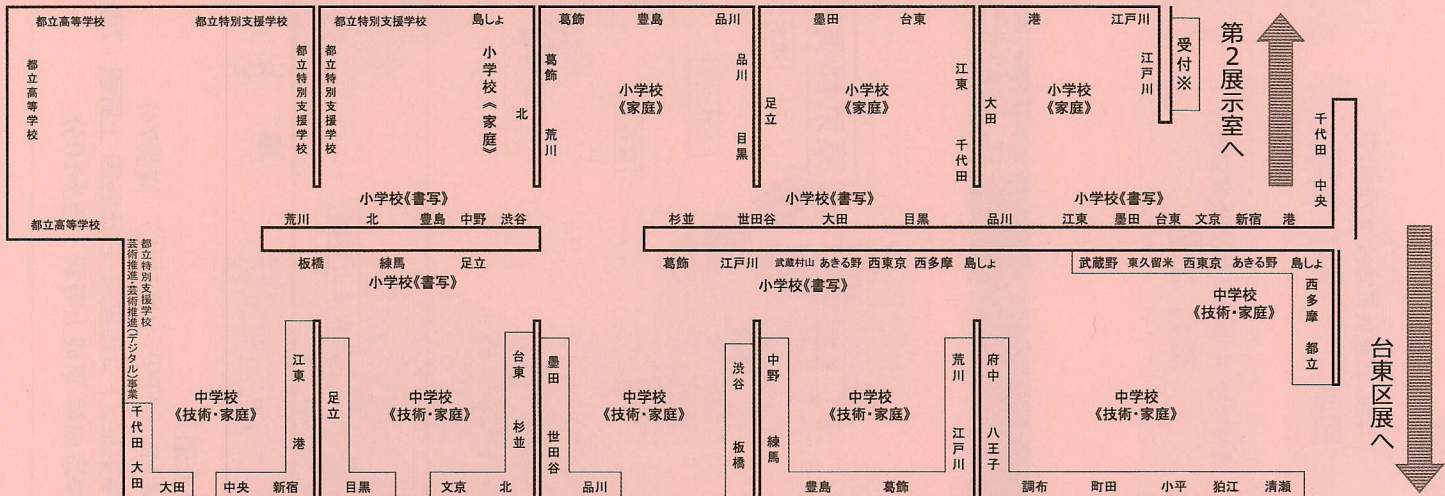 都立高等学校
都立特別支援学校
都立特別支援学校
島しょ
葛飾
豊島
品川
墨田
台東
港
江戸川
都立高等学校
都立特別支援学校
都立特別支援学校
小学校《家庭》
北
葛飾
荒川
小学校
《家庭》
品川
目黒
足立
小学校
《家庭》
江東
千代田
大田
小学校
《家庭》
江戸川
受付※
第2展示室へ
千代田
中央
都立高等学校
小学校《書写》
荒川
北
豊島
中野
渋谷
小学校《書写》
小学校《書写》
杉並
世田谷
大田
目黒
品川
江東
墨田
台東
文京
新宿
港
板橋
練馬
足立
小学校《書写》
葛飾
江戸川
武蔵村山
あきる野
西東京
西多摩
島しょ
小学校《書写》
武蔵野
東久留米
西東京
あきる野
島しょ
西多摩
都立
中学校
《技術・家庭》
台東区展へ
都立特別支援学校
芸術推進・芸術推進(デジタル)事業
千代田
大田
大田
中学校
《技術・家庭》
中央
新宿
江東
港
足立
目黒
中学校
《技術・家庭》
文京
北
台東
杉並
墨田
世田谷
品川
中学校
《技術・家庭》
渋谷
板橋
中野
練馬
中学校
《技術・家庭》
豊島
葛飾
荒川
江戸川
府中
八王子
中学校
《技術・家庭》
調布
町田
小平
狛江
清瀬